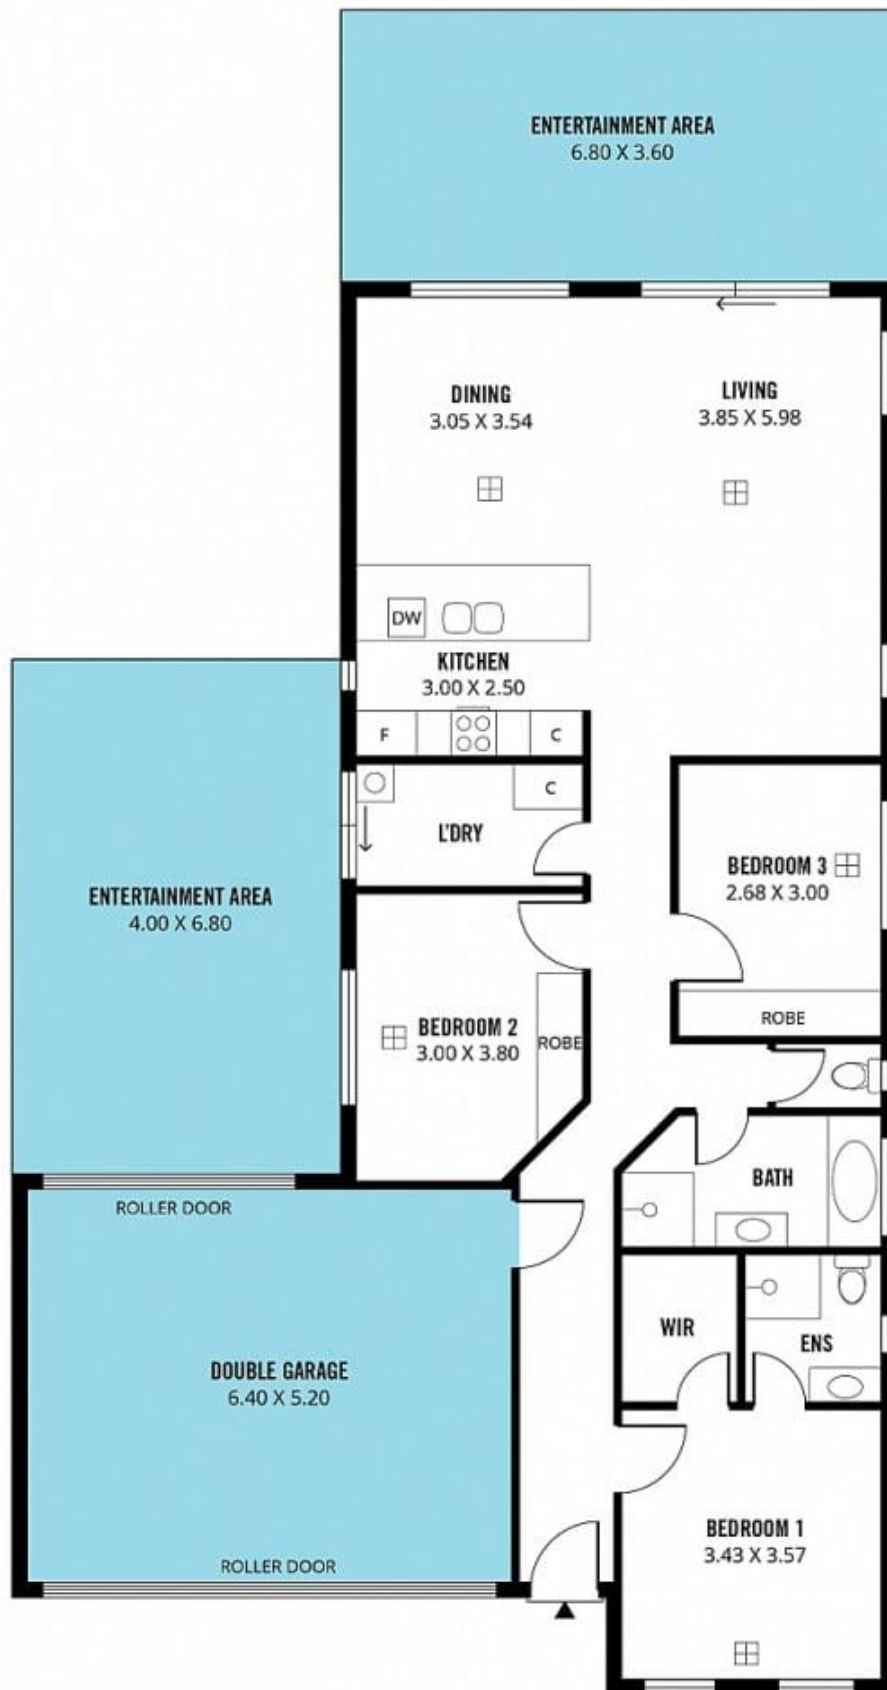 ENTERTAINMENT AREA
6.80 X 3.60
DINING
3.05 X 3.54
LIVING
3.85 X 5.98
DW
KITCHEN
3.00 X 2.50
F
C
C
L'DRY
BEDROOM 3
2.68 X 3.00
ENTERTAINMENT AREA
4.00 X 6.80
ROBE
BEDROOM 2
3.00 X 3.80
ROBE
BATH
ROLLER DOOR
WIR
ENS
DOUBLE GARAGE
6.40 X 5.20
BEDROOM 1
3.43 X 3.57
ROLLER DOOR